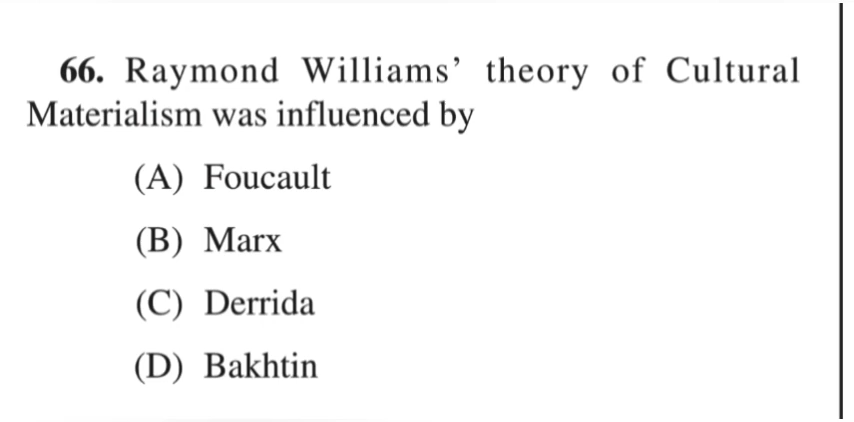 66. Raymond Williams’ theory of Cultural
Materialism was influenced by
(A) Foucault
(B) Marx
(C) Derrida
(D) Bakhtin